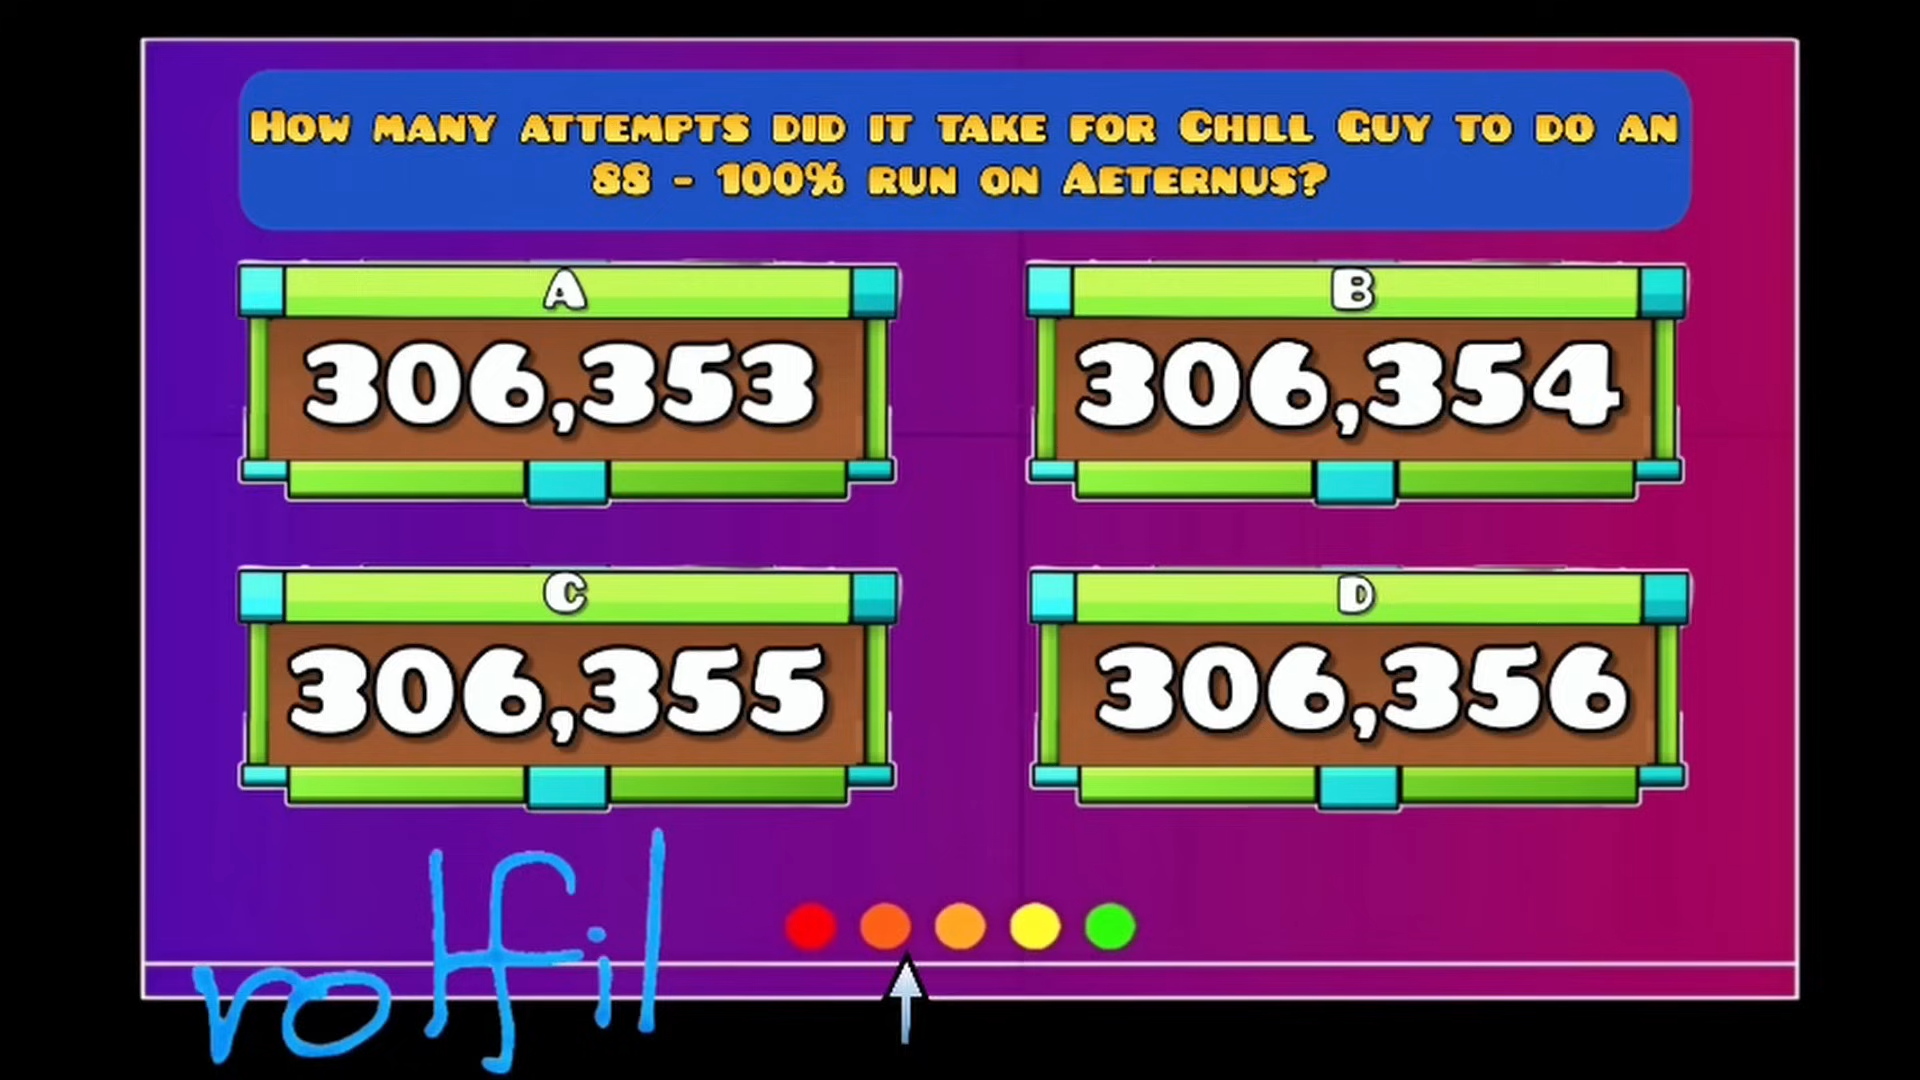 How many attempts did it take for Chill Guy to do an
88 - 100% run on Aeternus?
A
306,353
B
306,354
C
306,355
D
306,356
rolfil